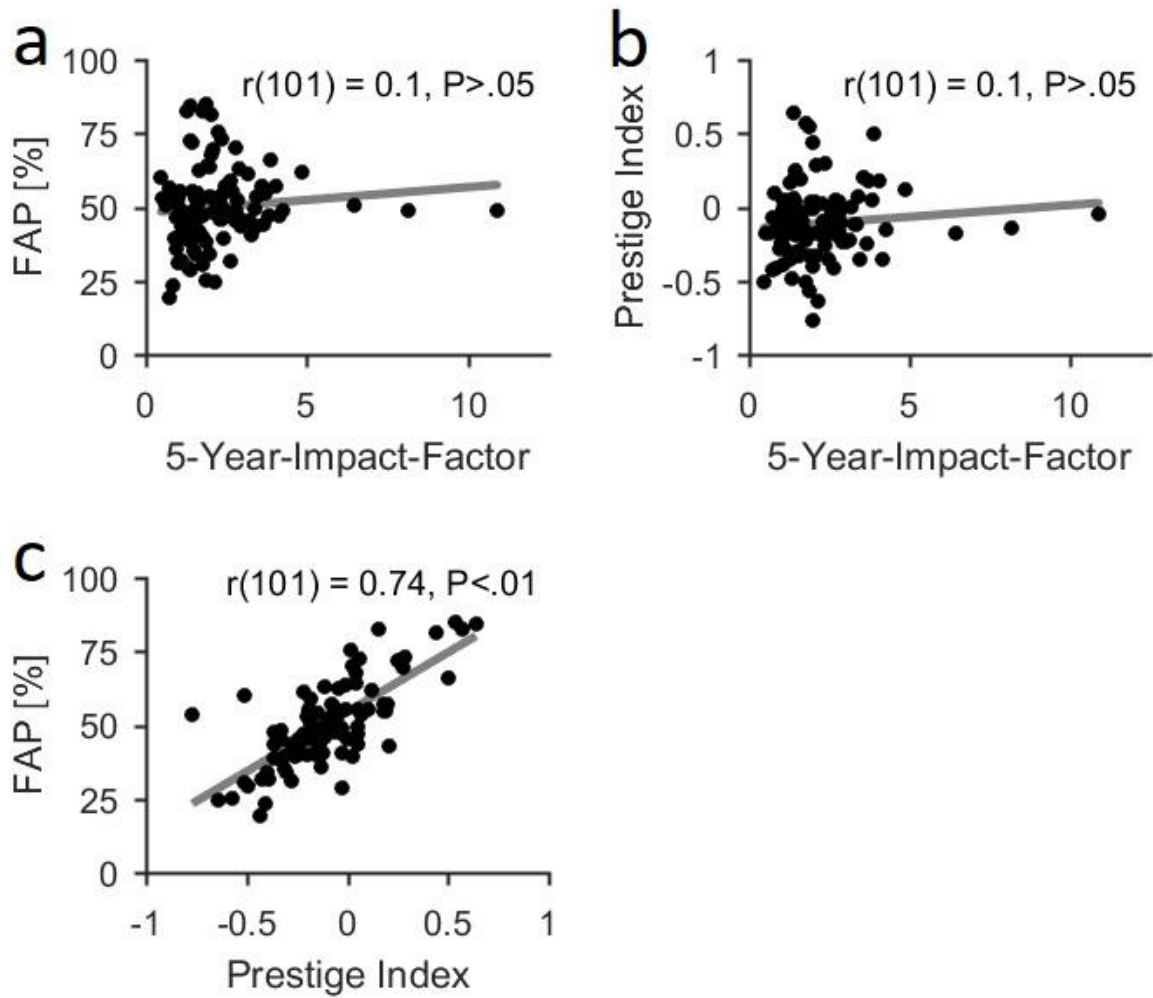 a
r(101) = 0.1, P>.05
100
75
50
25
0
FAP [%]
0 5 10
5-Year-Impact-Factor
b
r(101) = 0.1, P>.05
1
0.5
0
-0.5
-1
Prestige Index
0 5 10
5-Year-Impact-Factor
c
r(101) = 0.74, P<.01
100
75
50
25
0
FAP [%]
-1 -0.5 0 0.5 1
Prestige Index